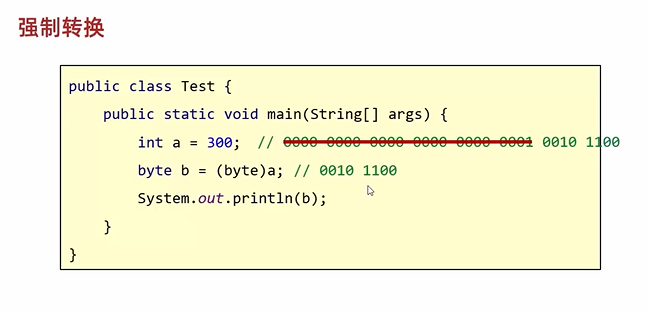 强制转换
public class Test {
public static void main(String[] args) {
int a = 300; // 0000 0000 0000 0000 0000 0001 0010 1100
byte b = (byte)a; // 0010 1100
System.out.println(b);
}
}